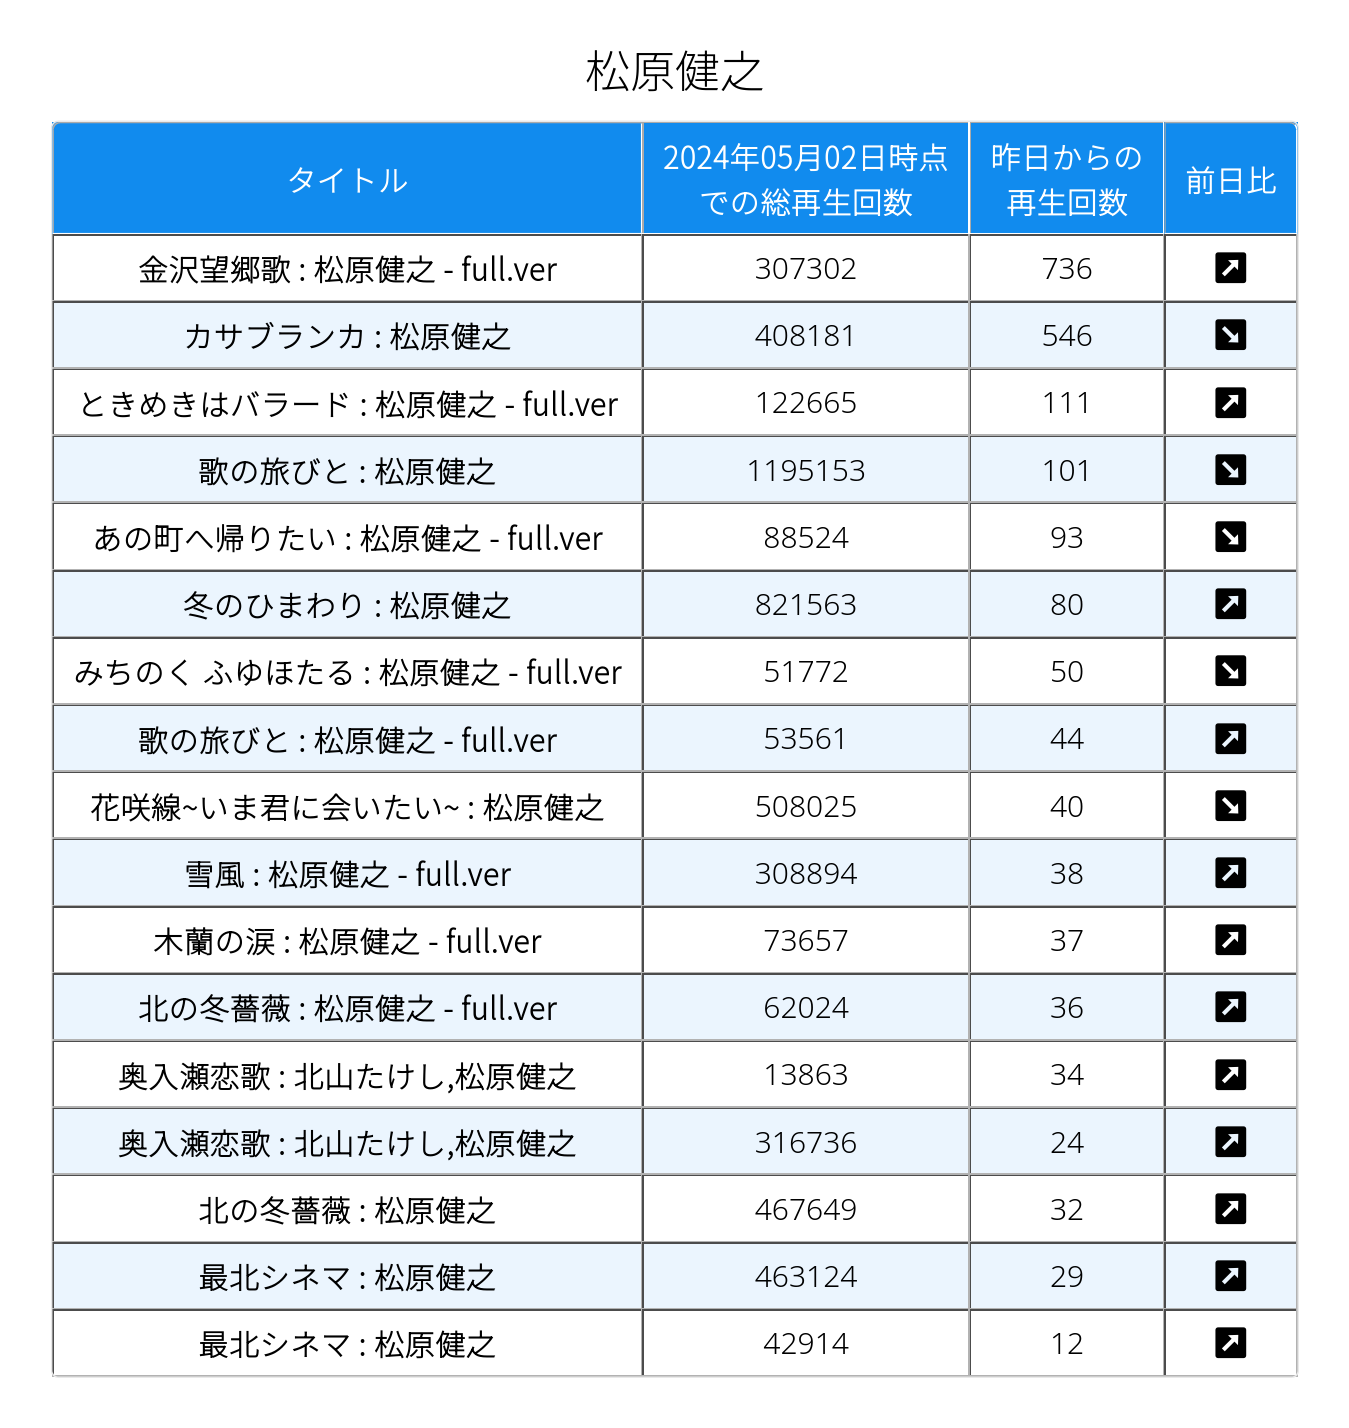 松原健之
タイトル
2024年05月02日時点
での総再生回数
昨日からの
再生回数
前日比
金沢望郷歌 : 松原健之 - full.ver 307302 736
カサブランカ : 松原健之 408181 546
ときめきはバラード : 松原健之 - full.ver 122665 111
歌の旅びと : 松原健之 1195153 101
あの町へ帰りたい : 松原健之 - full.ver 88524 93
冬のひまわり : 松原健之 821563 80
みちのく ふゆほたる : 松原健之 - full.ver 51772 50
歌の旅びと : 松原健之 - full.ver 53561 44
花咲線~いま君に会いたい~ : 松原健之 508025 40
雪風 : 松原健之 - full.ver 308894 38
木蘭の涙 : 松原健之 - full.ver 73657 37
北の冬薔薇 : 松原健之 - full.ver 62024 36
奥入瀬恋歌 : 北山たけし,松原健之 13863 34
奥入瀬恋歌 : 北山たけし,松原健之 316736 24
北の冬薔薇 : 松原健之 467649 32
最北シネマ : 松原健之 463124 29
最北シネマ : 松原健之 42914 12